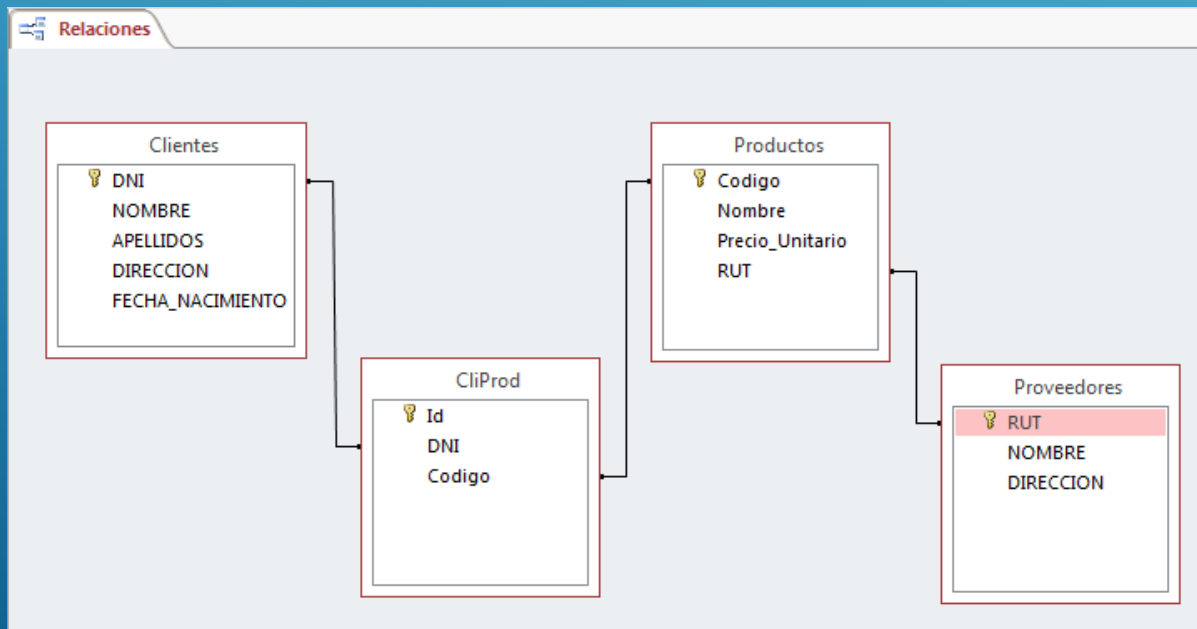 Relaciones
Clientes
DNI
NOMBRE
APELLIDOS
DIRECCION
FECHA_NACIMIENTO
CliProd
Id
DNI
Codigo
Productos
Codigo
Nombre
Precio_Unitario
RUT
Proveedores
RUT
NOMBRE
DIRECCION